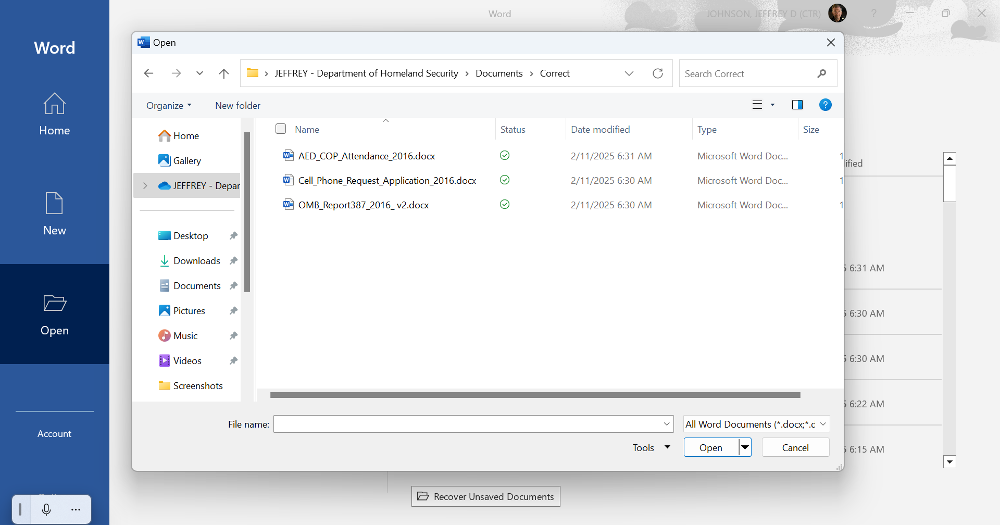 Word
JOHNSON, JEFFREY D (CTR)
?
Word
Home
New
Open
Account
Open
JEFFREY - Department of Homeland Security > Documents > Correct
Search Correct
Organize
New folder
?
Home
Gallery
JEFFREY - Depar
Desktop
Downloads
Documents
Pictures
Music
Videos
Screenshots
Name Status Date modified Type Size
AED_COP_Attendance_2016.docx 2/11/2025 6:31 AM Microsoft Word Doc... 1
Cell_Phone_Request_Application_2016.docx 2/11/2025 6:30 AM Microsoft Word Doc... 1
OMB_Report387_2016_ v2.docx 2/11/2025 6:30 AM Microsoft Word Doc... 1
ified
6:31 AM
6:30 AM
6:30 AM
6:22 AM
6:15 AM
File name:
All Word Documents (*.docx;*.c
Tools
Open
Cancel
Recover Unsaved Documents